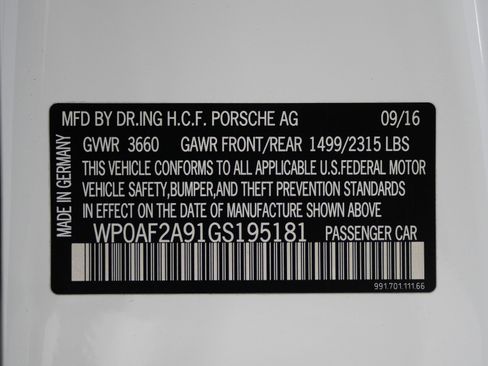 MFD BY DR.ING H.C.F. PORSCHE AG 09/16
GVWR 3660 GAWR FRONT/REAR 1499/2315 LBS
THIS VEHICLE CONFORMS TO ALL APPLICABLE U.S.FEDERAL MOTOR
VEHICLE SAFETY,BUMPER,AND THEFT PREVENTION STANDARDS
IN EFFECT ON THE DATE OF MANUFACTURE SHOWN ABOVE
WP0AF2A91GS195181 PASSENGER CAR
991.701.111.66
MADE IN GERMANY